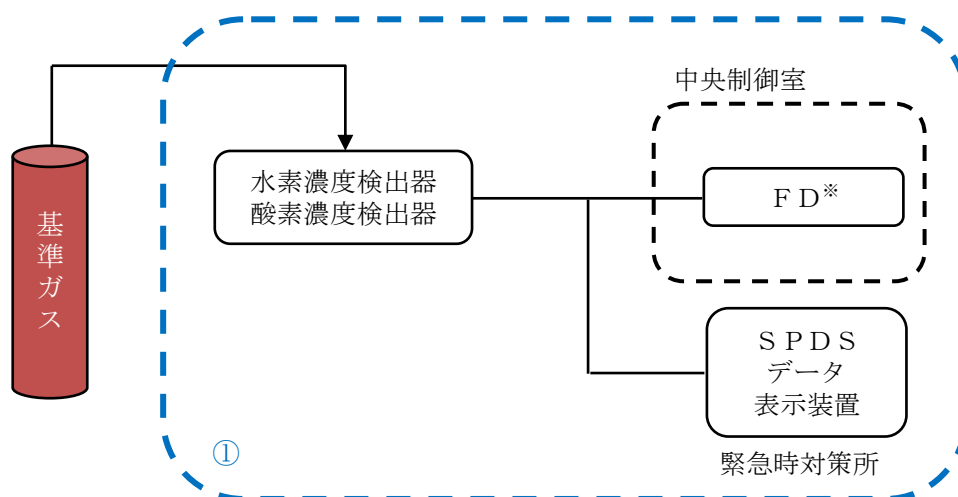 中央制御室
水素濃度検出器
酸素濃度検出器
ＦＤ※
基準ガス
ＳＰＤＳ
データ
表示装置
①
緊急時対策所